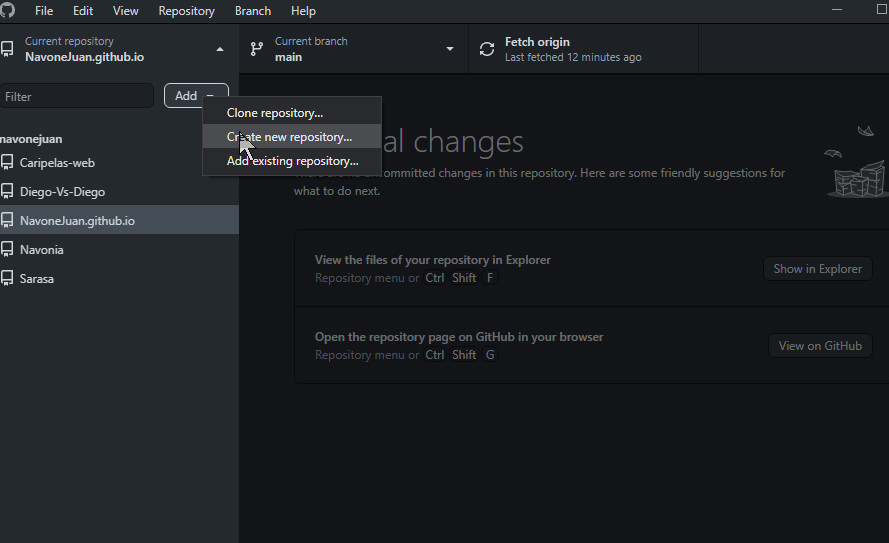 File Edit View Repository Branch Help
Current repository
NavoneJuan.github.io
Current branch
main
Fetch origin
Last fetched 12 minutes ago
Filter
Add
Clone repository...
Create new repository...
Add existing repository...
navonejuan
Caripelas-web
Diego-Vs-Diego
NavoneJuan.github.io
Navonia
Sarasa
al changes
committed changes in this repository. Here are some friendly suggestions for
what to do next.
View the files of your repository in Explorer
Repository menu or Ctrl Shift F
Show in Explorer
Open the repository page on GitHub in your browser
Repository menu or Ctrl Shift G
View on GitHub